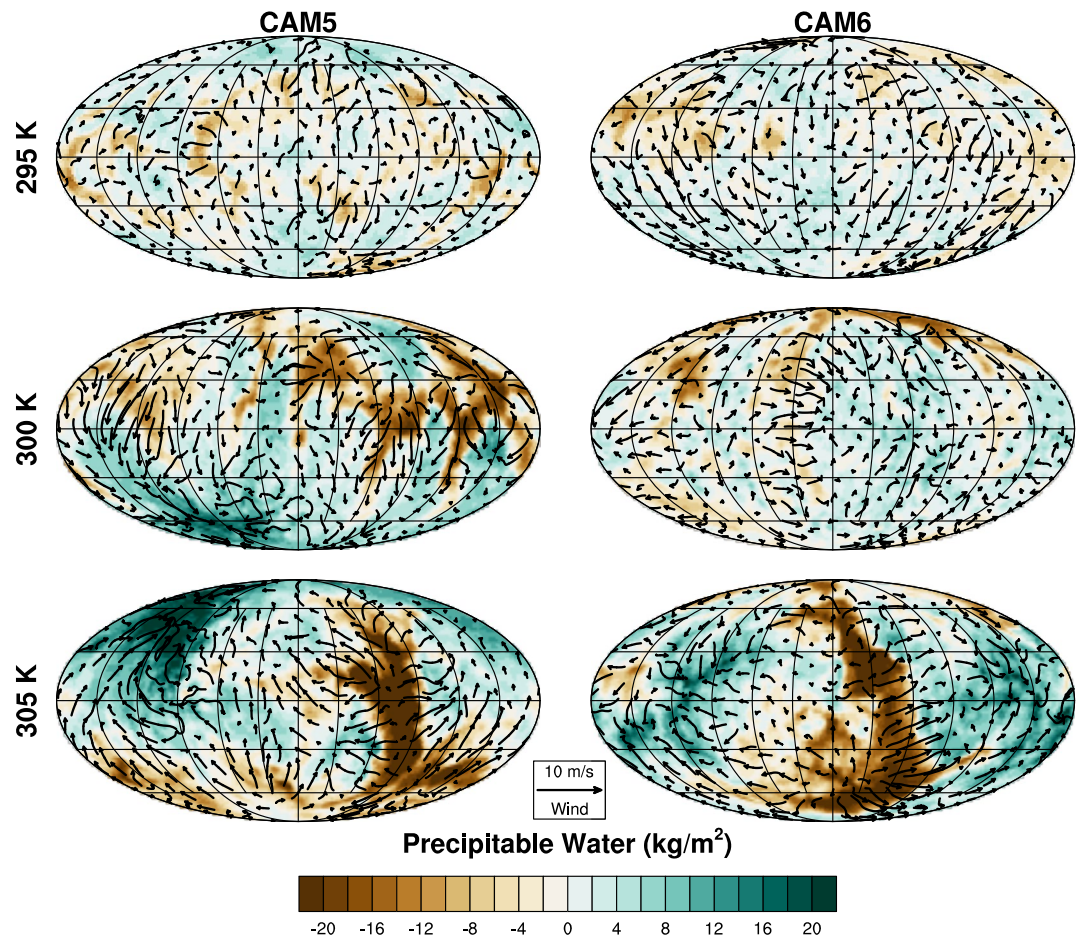 CAM5 CAM6
295 K
300 K
305 K
10 m/s
Wind
Precipitable Water (kg/m²)
-20 -16 -12 -8 -4 0 4 8 12 16 20